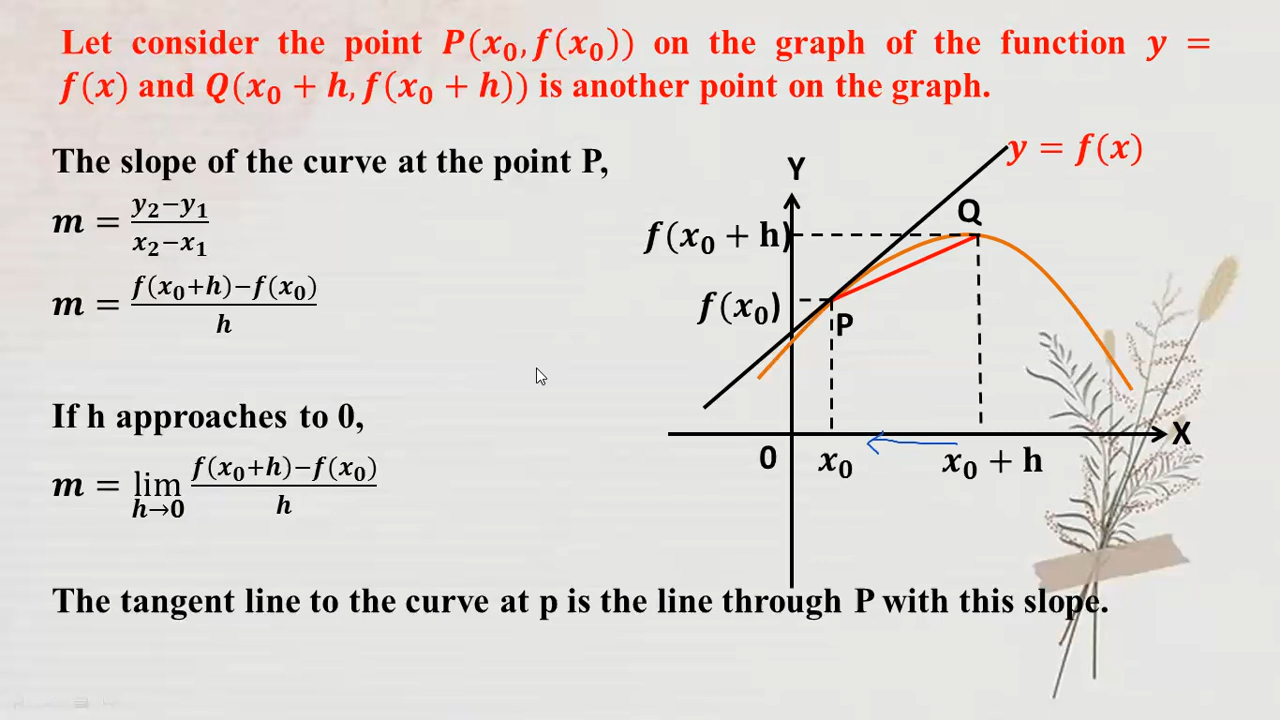 Let consider the point P(x₀, f(x₀)) on the graph of the function y =
f(x) and Q(x₀ + h, f(x₀ + h)) is another point on the graph.
The slope of the curve at the point P,
m = (y₂−y₁)/(x₂−x₁)
m = (f(x₀+h)−f(x₀))/h
If h approaches to 0,
m = lim h→0 (f(x₀+h)−f(x₀))/h
y = f(x)
Y
Q
f(x₀ + h)
f(x₀)
P
X
0
x₀
x₀ + h
The tangent line to the curve at p is the line through P with this slope.